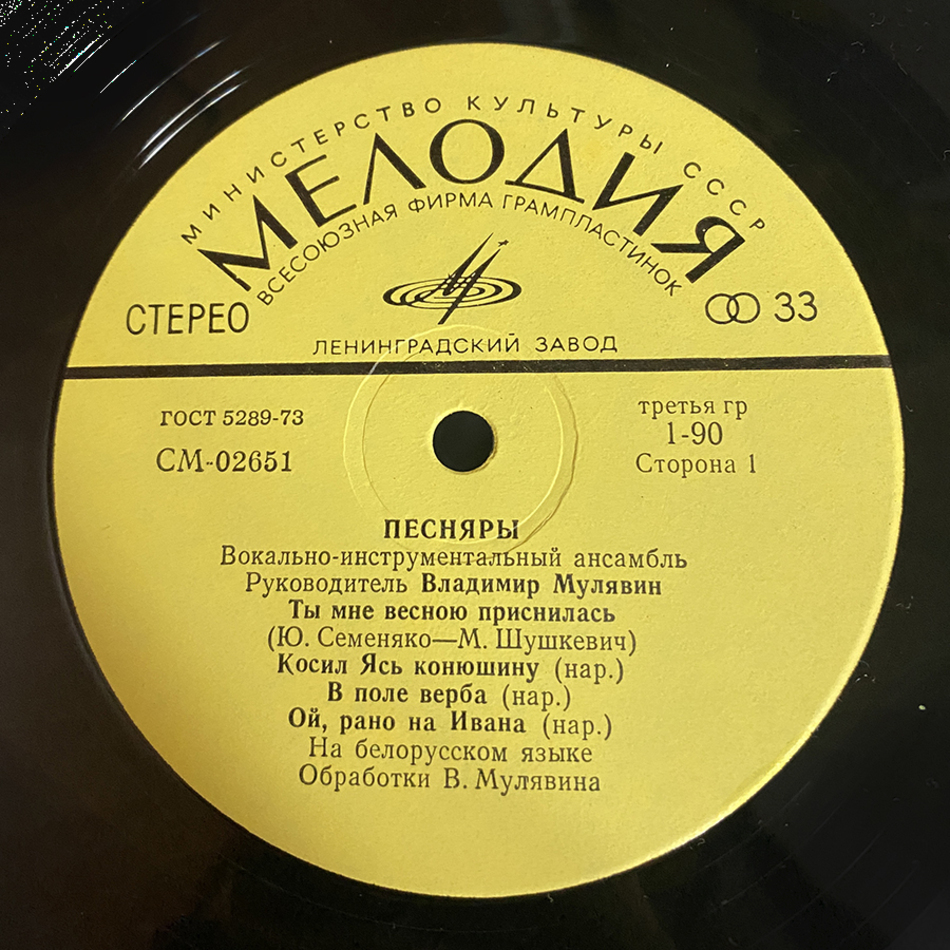 МИНИСТЕРСТВО КУЛЬТУРЫ СССР
МЕЛОДИЯ
ВСЕСОЮЗНАЯ ФИРМА ГРАМПЛАСТИНОК
СТЕРЕО
33
ЛЕНИНГРАДСКИЙ ЗАВОД
ГОСТ 5289-73
СМ-02651
третья гр
1-90
Сторона 1
ПЕСНЯРЫ
Вокально-инструментальный ансамбль
Руководитель Владимир Мулявин
Ты мне весною приснилась
(Ю. Семеняко—М. Шушкевич)
Косил Ясь конюшину (нар.)
В поле верба (нар.)
Ой, рано на Ивана (нар.)
На белорусском языке
Обработки В. Мулявина